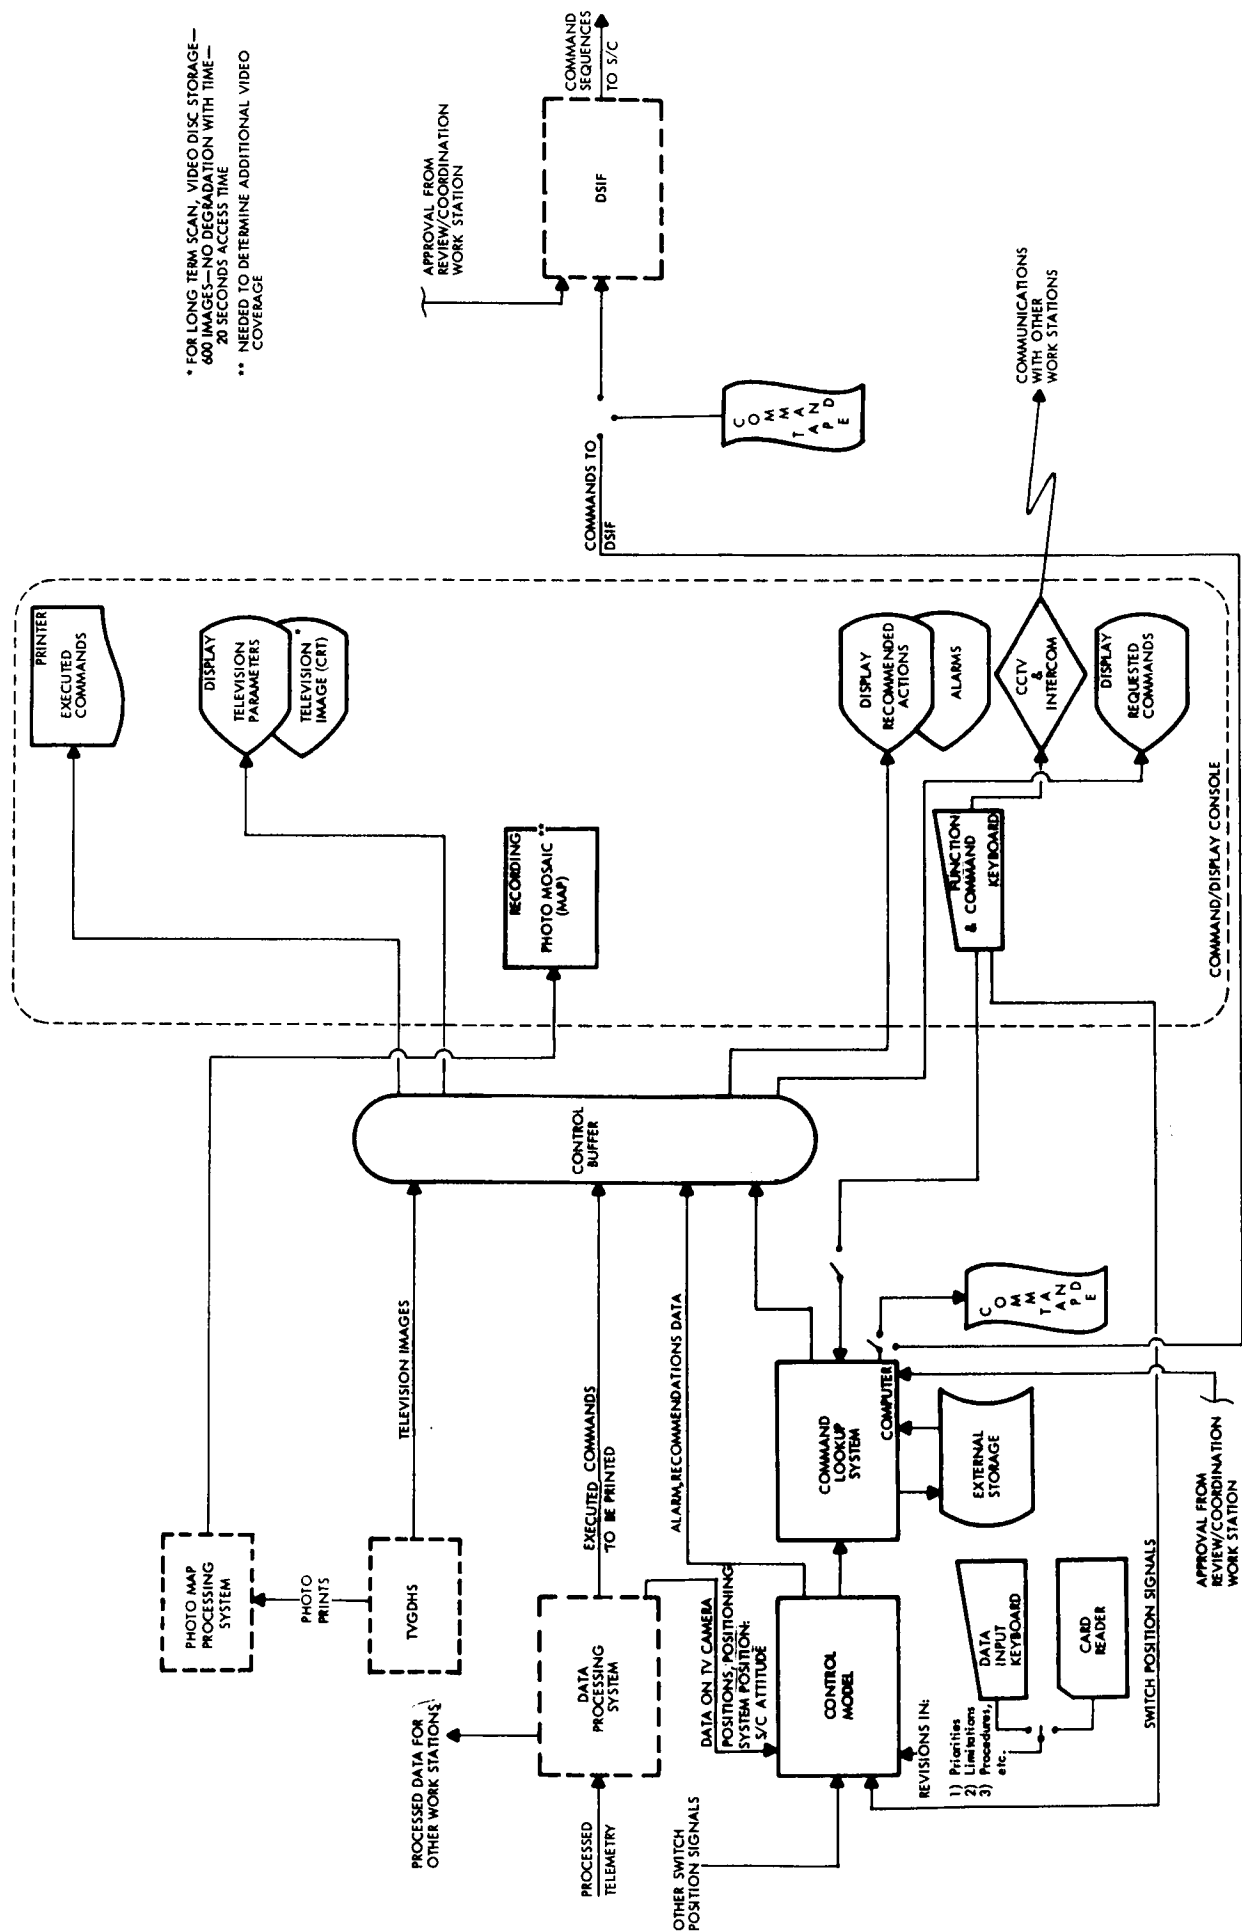 * FOR LONG TERM SCAN, VIDEO DISC STORAGE—
600 IMAGES—NO DEGRADATION WITH TIME—
20 SECONDS ACCESS TIME
** NEEDED TO DETERMINE ADDITIONAL VIDEO
COVERAGE
PHOTO MAP
PROCESSING
SYSTEM
PHOTO
PRINTS
TVGDHS
TELEVISION IMAGES
PROCESSED DATA FOR
OTHER WORK STATIONS
PROCESSED
TELEMETRY
DATA
PROCESSING
SYSTEM
EXECUTED COMMANDS
TO BE PRINTED
ALARM, RECOMMENDATIONS DATA
DATA ON TV CAMERA
POSITIONS, POSITIONING
SYSTEM POSITION:
S/C ATTITUDE
OTHER SWITCH
POSITION SIGNALS
CONTROL
MODEL
REVISIONS IN:
1) Priorities
2) Limitations
3) Procedures,
etc.
DATA
INPUT
KEYBOARD
CARD
READER
SWITCH POSITION SIGNALS
COMMAND
LOOKUP
SYSTEM
COMPUTER
EXTERNAL
STORAGE
APPROVAL FROM
REVIEW/COORDINATION
WORK STATION
C
O
M T
M A
A P
N E
D
CONTROL
BUFFER
PRINTER
EXECUTED
COMMANDS
DISPLAY
TELEVISION
PARAMETERS
TELEVISION *
IMAGE (CRT)
RECORDING
PHOTO MOSAIC **
(MAP)
DISPLAY
RECOMMENDED
ACTIONS
ALARMS
CCTV
&
INTERCOM
FUNCTION
& COMMAND
KEYBOARD
DISPLAY
REQUESTED
COMMANDS
COMMAND/DISPLAY CONSOLE
COMMUNICATIONS
WITH OTHER
WORK STATIONS
COMMANDS TO
DSIF
C
O
M T
M A
A P
N E
D
APPROVAL FROM
REVIEW/COORDINATION
WORK STATION
DSIF
COMMAND
SEQUENCES
TO S/C